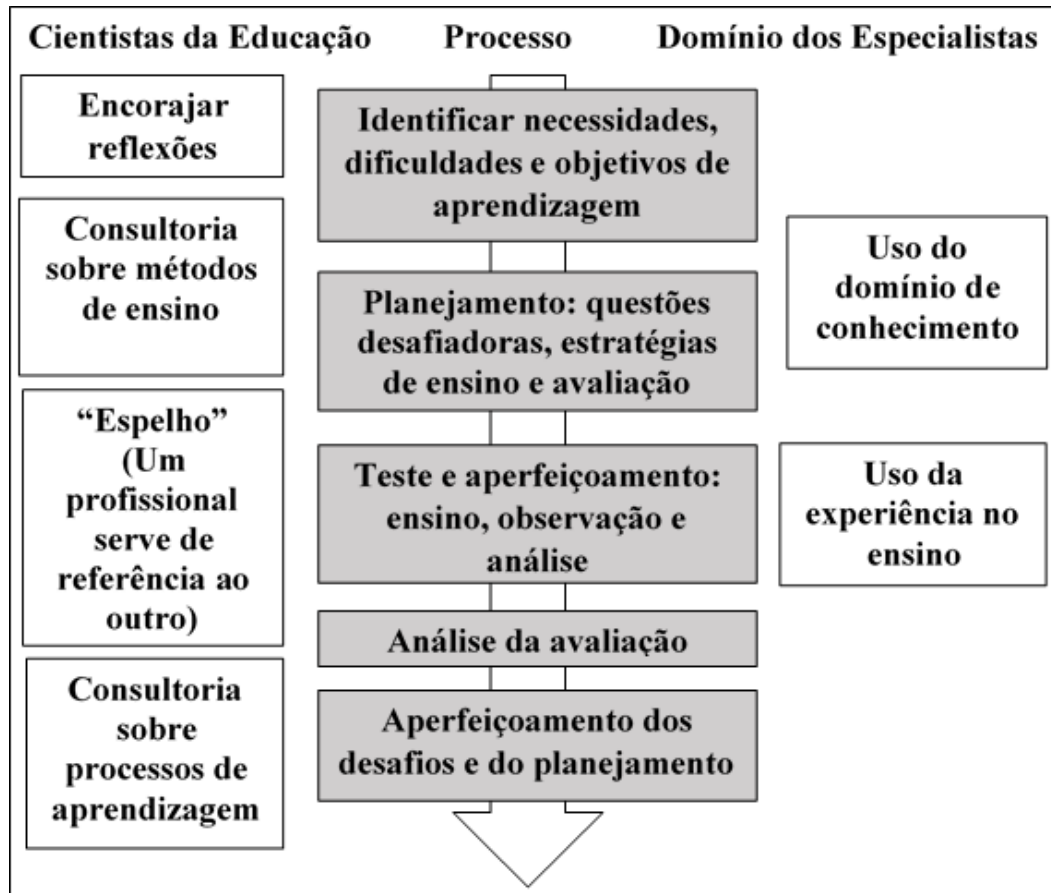 Cientistas da Educação
Processo
Domínio dos Especialistas
Encorajar
reflexões
Consultoria
sobre métodos
de ensino
“Espelho”
(Um
profissional
serve de
referência ao
outro)
Consultoria
sobre
processos de
aprendizagem
Identificar necessidades,
dificuldades e objetivos de
aprendizagem
Planejamento: questões
desafiadoras, estratégias
de ensino e avaliação
Teste e aperfeiçoamento:
ensino, observação e
análise
Análise da avaliação
Aperfeiçoamento dos
desafios e do planejamento
Uso do
domínio de
conhecimento
Uso da
experiência no
ensino